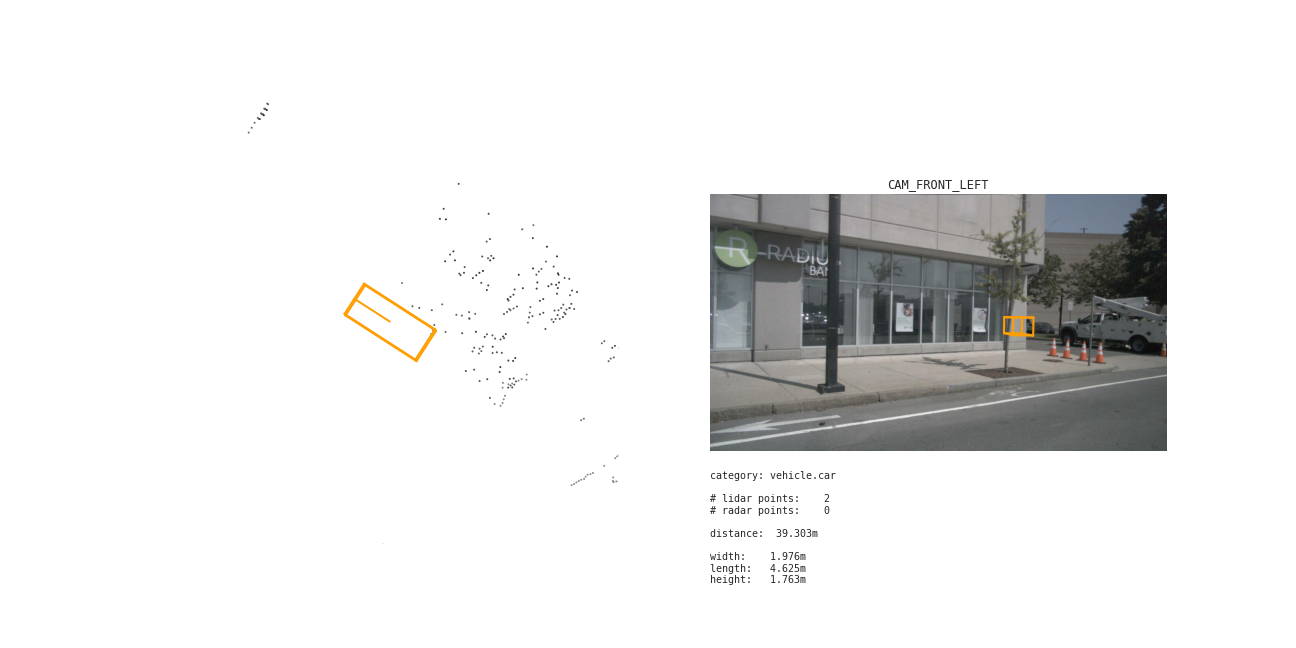 CAM_FRONT_LEFT
R RADIUS
BAN
category: vehicle.car
# lidar points: 2
# radar points: 0
distance: 39.303m
width: 1.976m
length: 4.625m
height: 1.763m